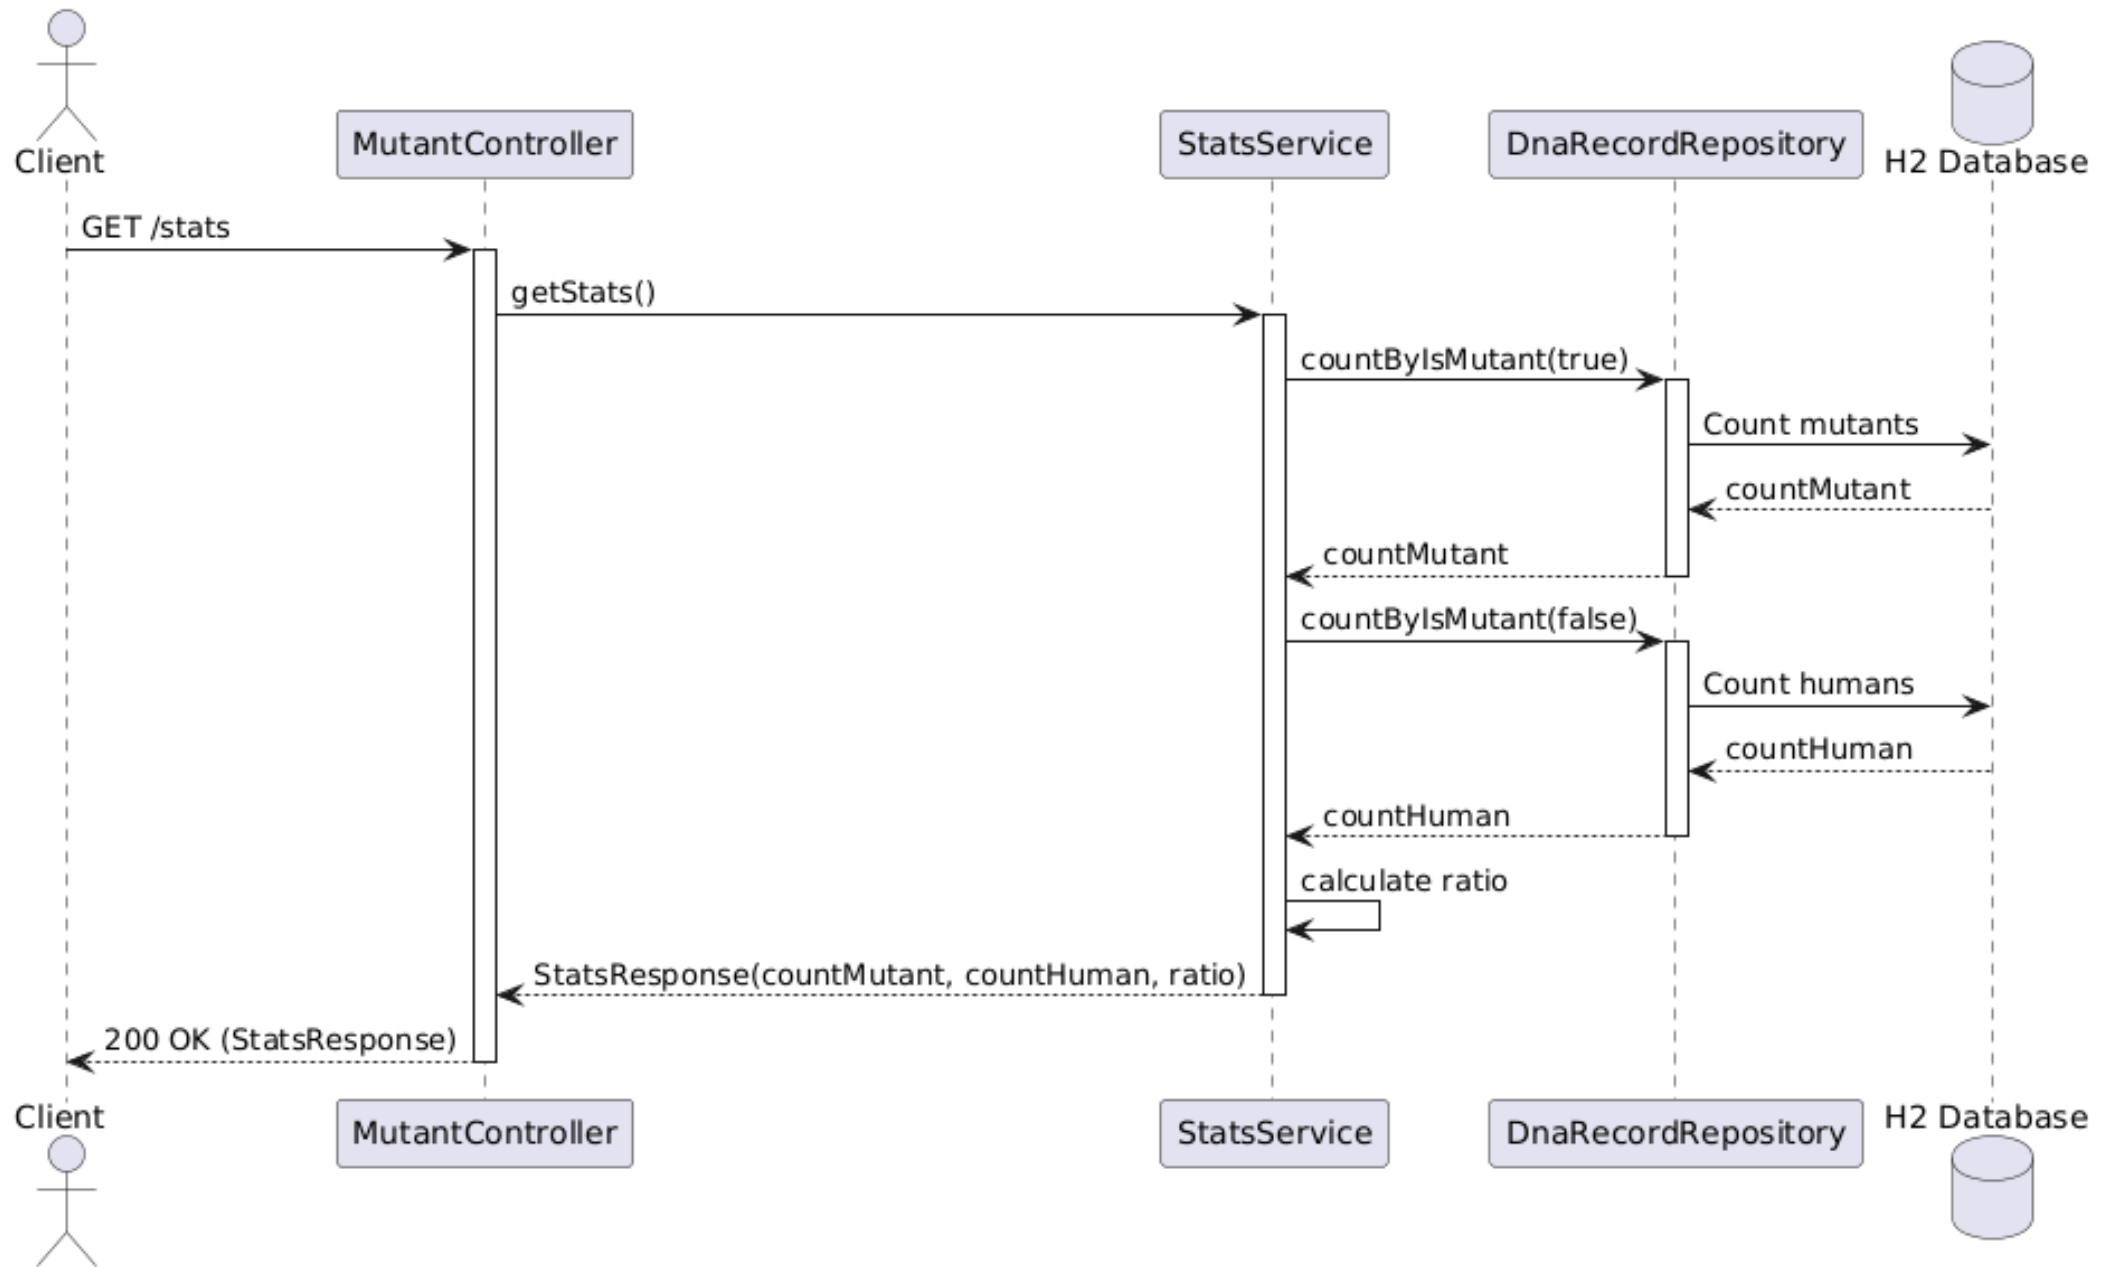 Client
MutantController
StatsService
DnaRecordRepository
H2 Database
GET /stats
getStats()
countByIsMutant(true)
Count mutants
countMutant
countMutant
countByIsMutant(false)
Count humans
countHuman
countHuman
calculate ratio
StatsResponse(countMutant, countHuman, ratio)
200 OK (StatsResponse)
Client
MutantController
StatsService
DnaRecordRepository
H2 Database